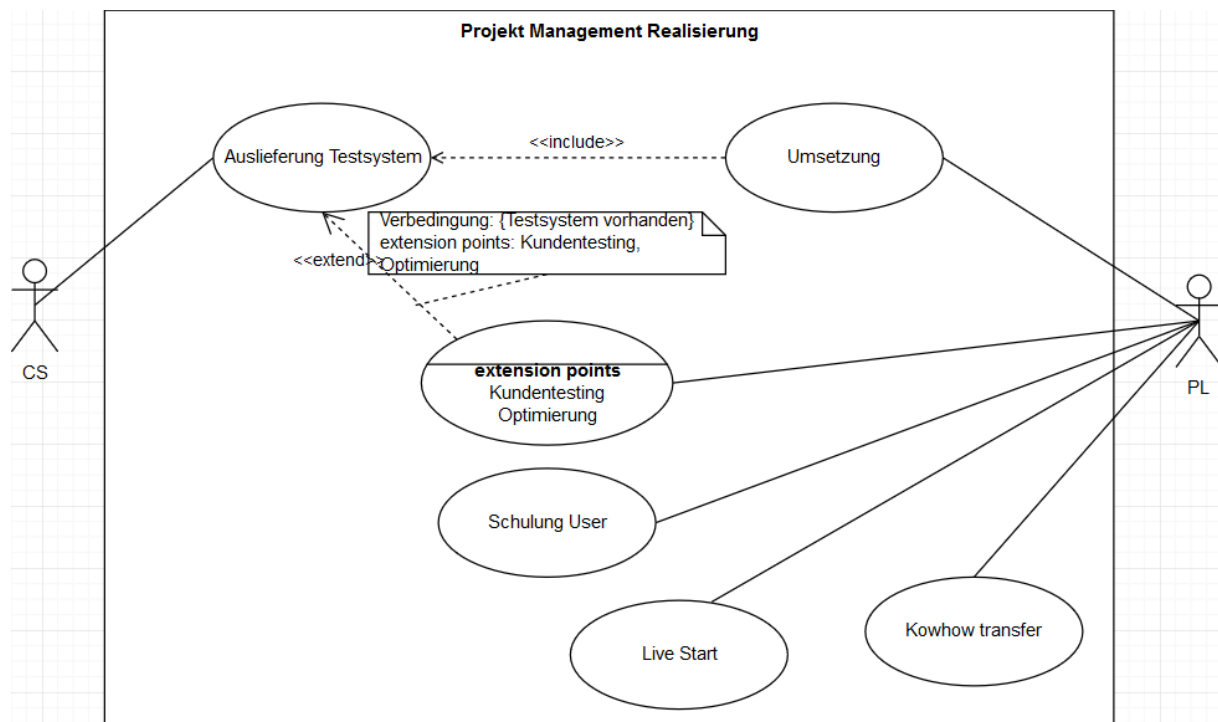 Projekt Management Realisierung
Auslieferung Testsystem
<<include>>
Umsetzung
Verbedingung: {Testsystem vorhanden}
extension points: Kundentesting,
Optimierung
<<extend>>
CS
PL
extension points
Kundentesting
Optimierung
Schulung User
Live Start
Kowhow transfer